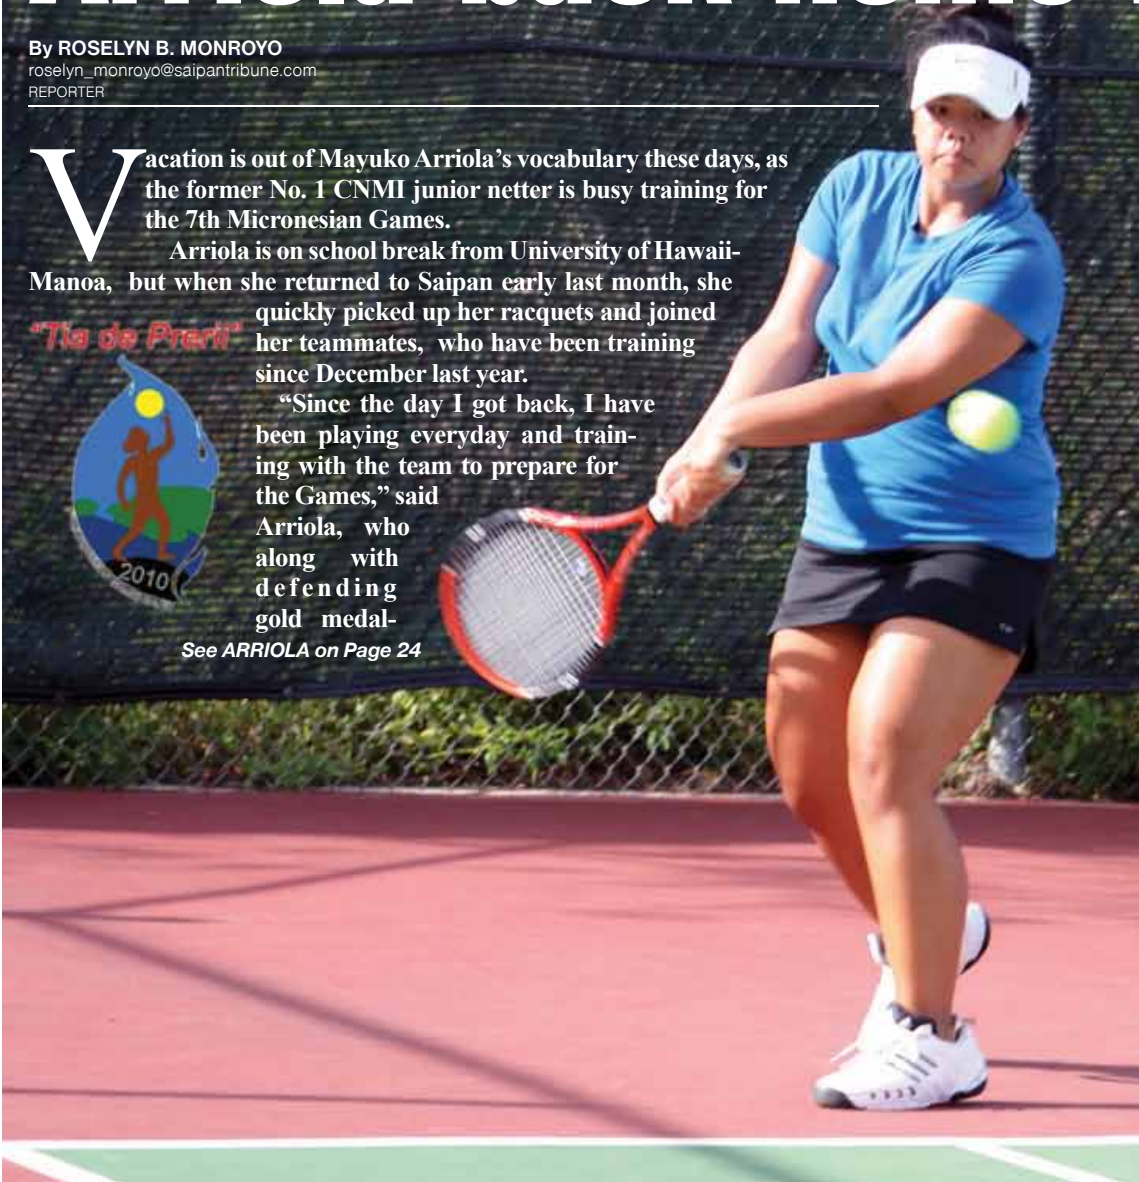 By ROSELYN B. MONROYO
roselyn_monroyo@saipantribune.com
REPORTER
Vacation is out of Mayuko Arriola’s vocabulary these days, as
the former No. 1 CNMI junior netter is busy training for
the 7th Micronesian Games.
Arriola is on school break from University of Hawaii-
Manoa, but when she returned to Saipan early last month, she
quickly picked up her racquets and joined
her teammates, who have been training
since December last year.
“Since the day I got back, I have
been playing everyday and train-
ing with the team to prepare for
the Games,” said
Arriola, who
along with
defending
gold medal-
See ARRIOLA on Page 24
"Tia de
2010